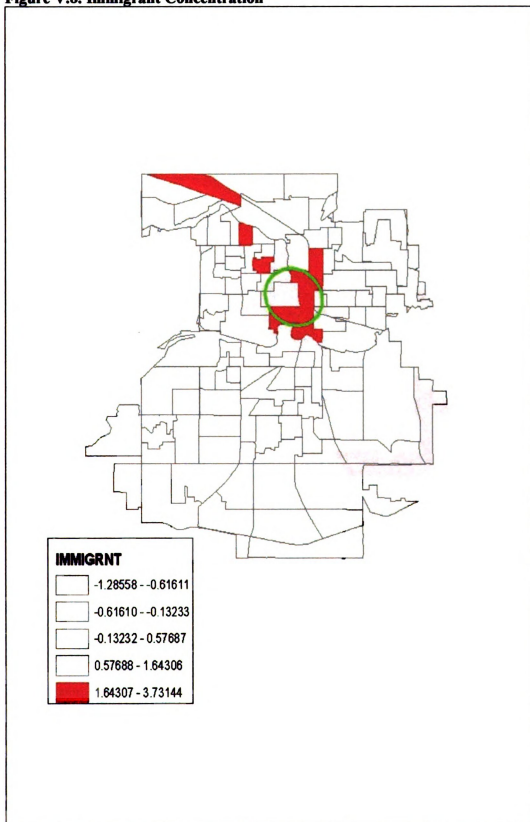 Figure V.6: Immigrant Concentration
IMMIGRNT
-1.28558 - -0.61611
-0.61610 - -0.13233
-0.13232 - 0.57687
0.57688 - 1.64306
1.64307 - 3.73144